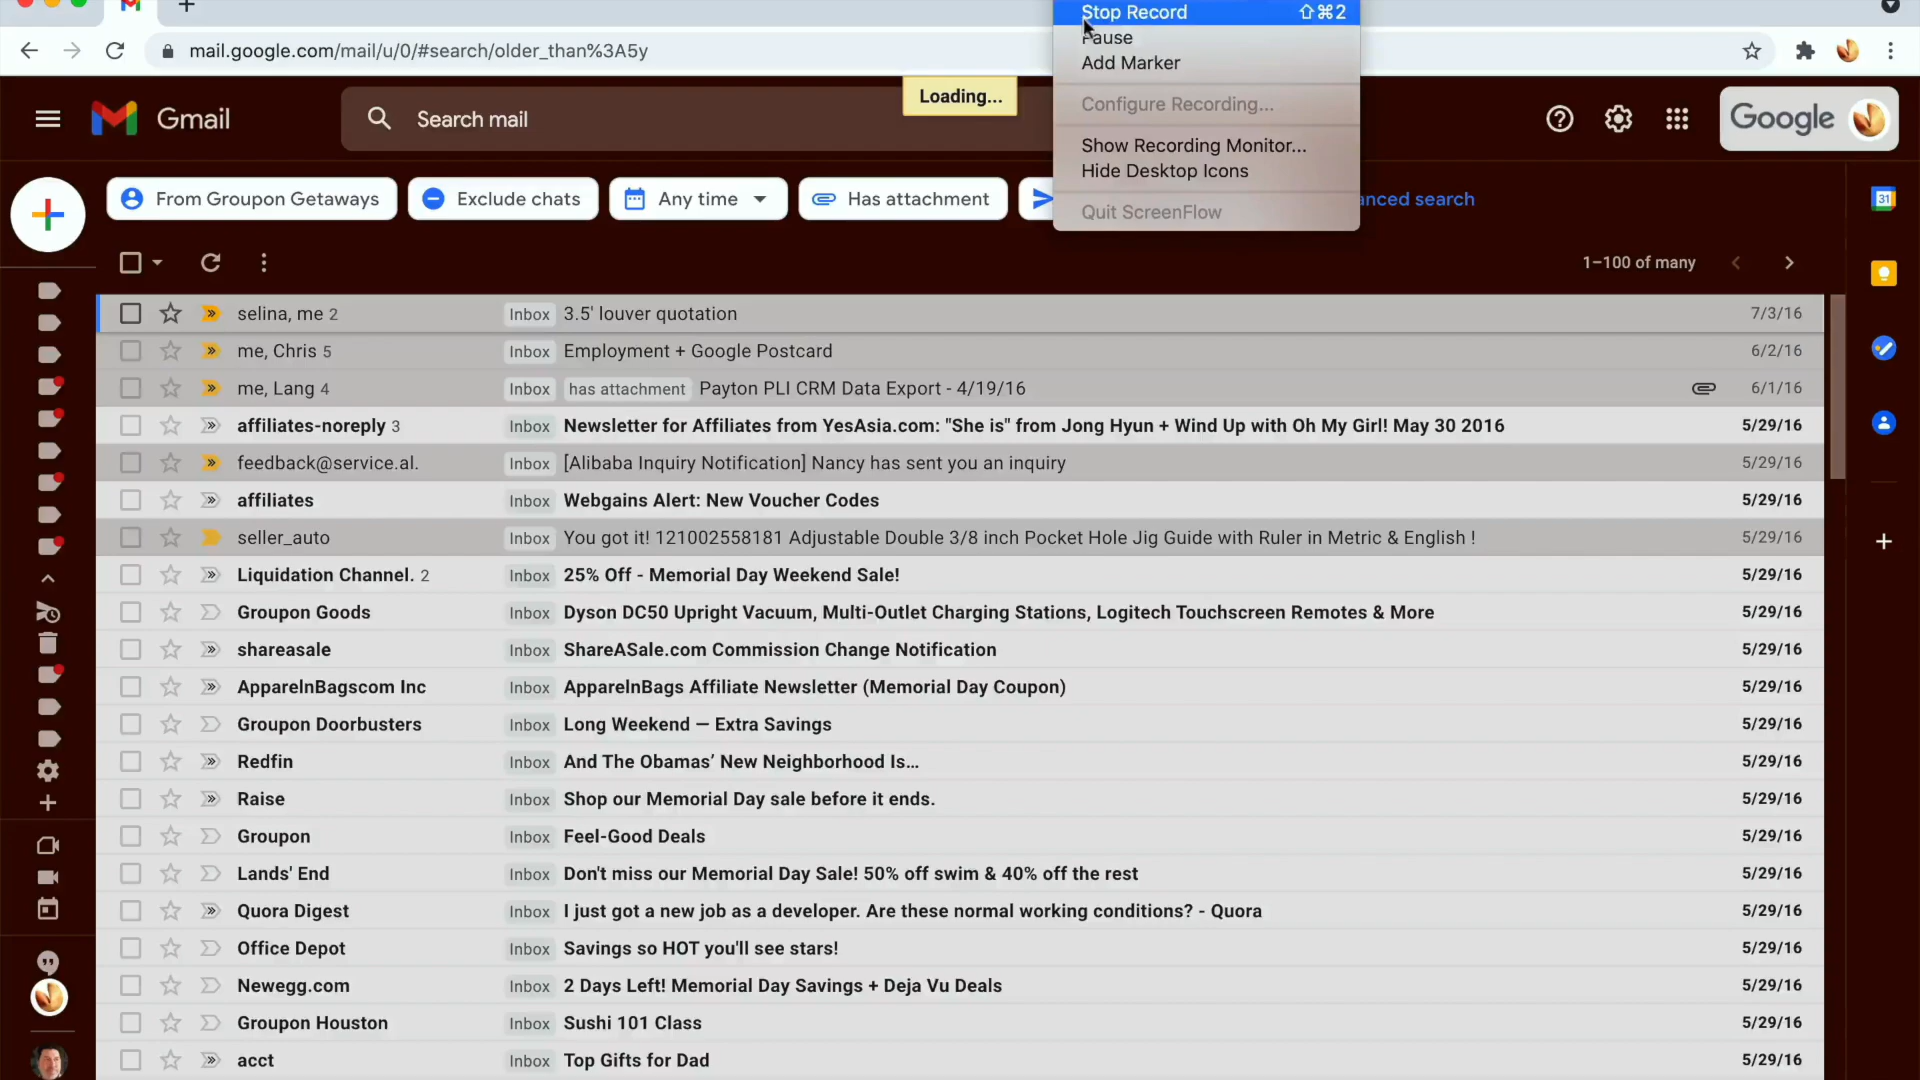 Stop Record ⇧⌘2
Pause
Add Marker
Configure Recording...
Show Recording Monitor...
Hide Desktop Icons
Quit ScreenFlow
mail.google.com/mail/u/0/#search/older_than%3A5y
Loading...
Gmail
Search mail
Google
From Groupon Getaways
Exclude chats
Any time
Has attachment
anced search
31
1–100 of many
selina, me 2 Inbox 3.5' louver quotation 7/3/16
me, Chris 5 Inbox Employment + Google Postcard 6/2/16
me, Lang 4 Inbox has attachment Payton PLI CRM Data Export - 4/19/16 6/1/16
affiliates-noreply 3 Inbox Newsletter for Affiliates from YesAsia.com: "She is" from Jong Hyun + Wind Up with Oh My Girl! May 30 2016 5/29/16
feedback@service.al. Inbox [Alibaba Inquiry Notification] Nancy has sent you an inquiry 5/29/16
affiliates Inbox Webgains Alert: New Voucher Codes 5/29/16
seller_auto Inbox You got it! 121002558181 Adjustable Double 3/8 inch Pocket Hole Jig Guide with Ruler in Metric & English ! 5/29/16
Liquidation Channel. 2 Inbox 25% Off - Memorial Day Weekend Sale! 5/29/16
Groupon Goods Inbox Dyson DC50 Upright Vacuum, Multi-Outlet Charging Stations, Logitech Touchscreen Remotes & More 5/29/16
shareasale Inbox ShareASale.com Commission Change Notification 5/29/16
ApparelnBagscom Inc Inbox ApparelnBags Affiliate Newsletter (Memorial Day Coupon) 5/29/16
Groupon Doorbusters Inbox Long Weekend — Extra Savings 5/29/16
Redfin Inbox And The Obamas’ New Neighborhood Is… 5/29/16
Raise Inbox Shop our Memorial Day sale before it ends. 5/29/16
Groupon Inbox Feel-Good Deals 5/29/16
Lands' End Inbox Don't miss our Memorial Day Sale! 50% off swim & 40% off the rest 5/29/16
Quora Digest Inbox I just got a new job as a developer. Are these normal working conditions? - Quora 5/29/16
Office Depot Inbox Savings so HOT you'll see stars! 5/29/16
Newegg.com Inbox 2 Days Left! Memorial Day Savings + Deja Vu Deals 5/29/16
Groupon Houston Inbox Sushi 101 Class 5/29/16
acct Inbox Top Gifts for Dad 5/29/16